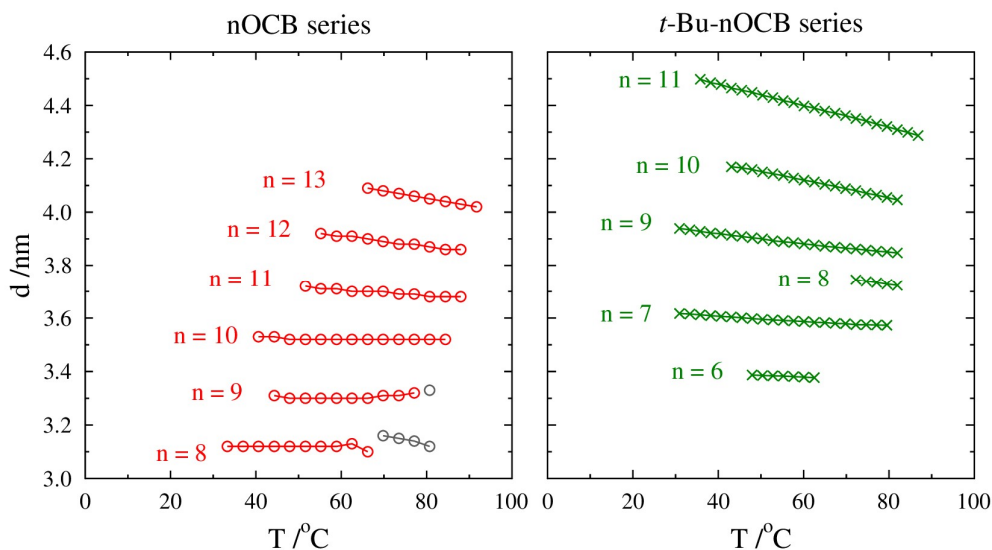 nOCB series
t-Bu-nOCB series
4.6
4.4
4.2
4.0
3.8
3.6
3.4
3.2
3.0
d /nm
n = 13
n = 12
n = 11
n = 10
n = 9
n = 8
n = 11
n = 10
n = 9
n = 8
n = 7
n = 6
0 20 40 60 80 100
0 20 40 60 80 100
T /°C
T /°C